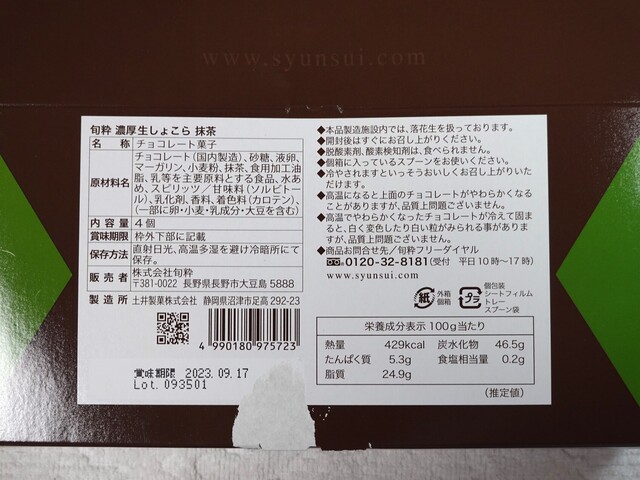 www.syunsui.com
旬粋 濃厚生しょこら 抹茶
名称 チョコレート菓子
原材料名 チョコレート(国内製造)、砂糖、液卵、
マーガリン、小麦粉、抹茶、食用加工油
脂、乳等を主要原料とする食品、水あ
め、スピリッツ／甘味料(ソルビトー
ル)、乳化剤、香料、着色料(カロテン)、
(一部に卵・小麦・乳成分・大豆を含む)
内容量 4個
賞味期限 枠外下部に記載
保存方法 直射日光、高温多湿を避け冷暗所にて
保存。
販売者 株式会社旬粋
〒381-0022 長野県長野市大豆島 5888
製造所 土井製菓株式会社 静岡県沼津市足高 292-23
4 990180 975723
賞味期限 2023.09.17
Lot. 093501
◆本品製造施設内では、落花生を扱っております。
◆開封後はすぐにお召し上がりください。
◆脱酸素剤、酸素検知剤は、食べられません。
◆個箱に入っているスプーンをお使いください。
◆冷やされますといっそうおいしくお召し上がりいた
だけます。
◆高温になると上面のチョコレートがやわらかくなる
ことがありますが、品質上問題ございません。
◆高温でやわらかくなったチョコレートが冷えて固ま
ると、白く変色したり白い粒がみられる事がありま
すが、品質上問題ございません。
◆商品お問合せ先／旬粋フリーダイヤル
0120-32-8181(受付 平日10時〜17時)
www.syunsui.com
紙 外箱
個箱
プラ 個包装
シートフィルム
トレー
スプーン袋
栄養成分表示 100g当たり
熱量 429kcal 炭水化物 46.5g
たんぱく質 5.3g 食塩相当量 0.2g
脂質 24.9g
(推定値)